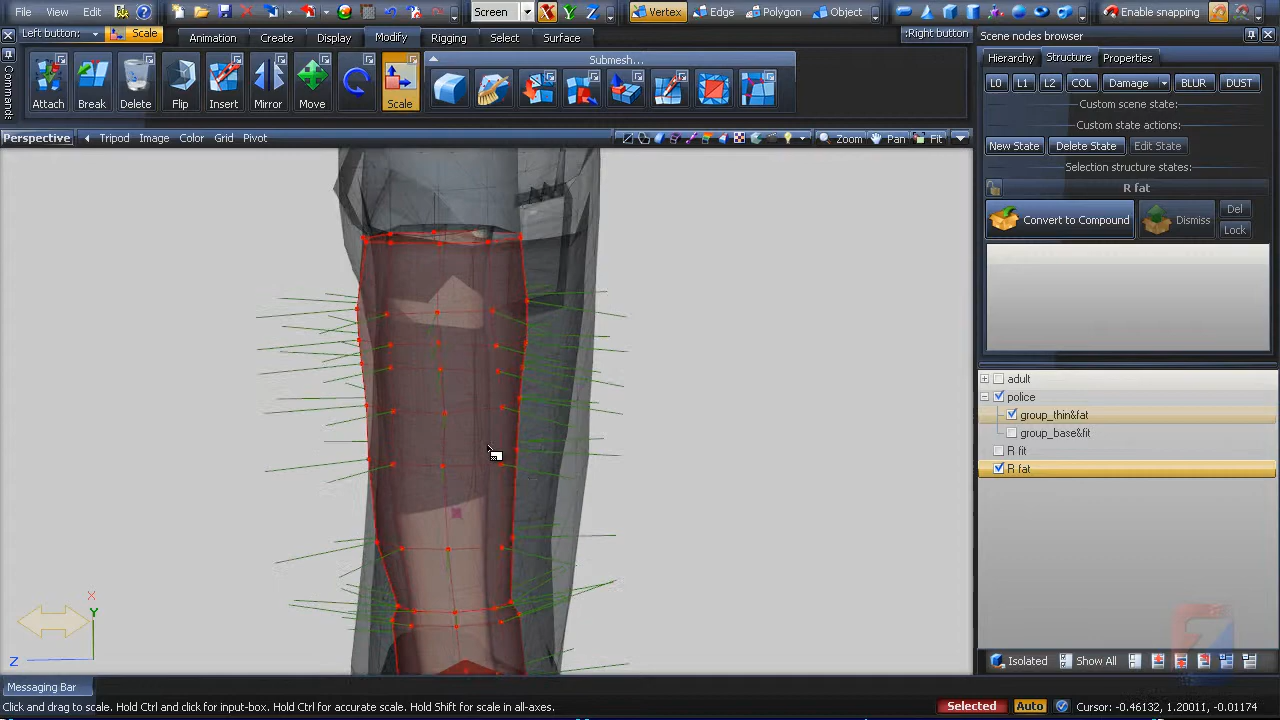 File View Edit Screen X Y Z Vertex Edge Polygon Object Enable snapping
Left button: Scale Animation Create Display Modify Rigging Select Surface :Right button
Scene nodes browser
Hierarchy Structure Properties
Commands
Submesh...
Attach Break Delete Flip Insert Mirror Move Scale
L0 L1 L2 COL Damage BLUR DUST
Custom scene state:
Custom state actions:
New State Delete State Edit State
Selection structure states:
R fat
Convert to Compound Dismiss Del
Lock
Perspective Tripod Image Color Grid Pivot Zoom Pan Fit
adult
police
group_thin&fat
group_base&fit
R fit
R fat
X
Y
Z
Isolated Show All
Messaging Bar
Click and drag to scale. Hold Ctrl and click for input-box. Hold Ctrl for accurate scale. Hold Shift for scale in all-axes. Selected Auto Cursor: -0.46132, 1.20011, -0.01174